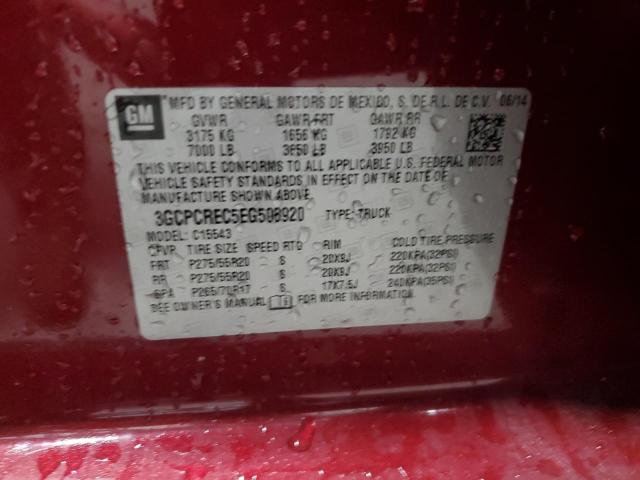 GM
MFD BY GENERAL MOTORS DE MEXICO, S. DE R.L. DE C.V. 06/14
GVWR GAWR FRT GAWR RR
3175 KG 1656 KG 1792 KG
7000 LB 3650 LB 3950 LB
THIS VEHICLE CONFORMS TO ALL APPLICABLE U.S. FEDERAL MOTOR
VEHICLE SAFETY STANDARDS IN EFFECT ON THE DATE OF
MANUFACTURE SHOWN ABOVE.
TYPE: TRUCK
MODEL: C15543
TIRE SIZE SPEED RTG RIM COLD TIRE PRESSURE
FRT P275/55R20 S 20X9J 220KPA(32PSI)
RR P275/55R20 S 20X9J 220KPA(32PSI)
SPA P265/70R17 S 17X7.5J 240KPA(35PSI)
SEE OWNER'S MANUAL FOR MORE INFORMATION.